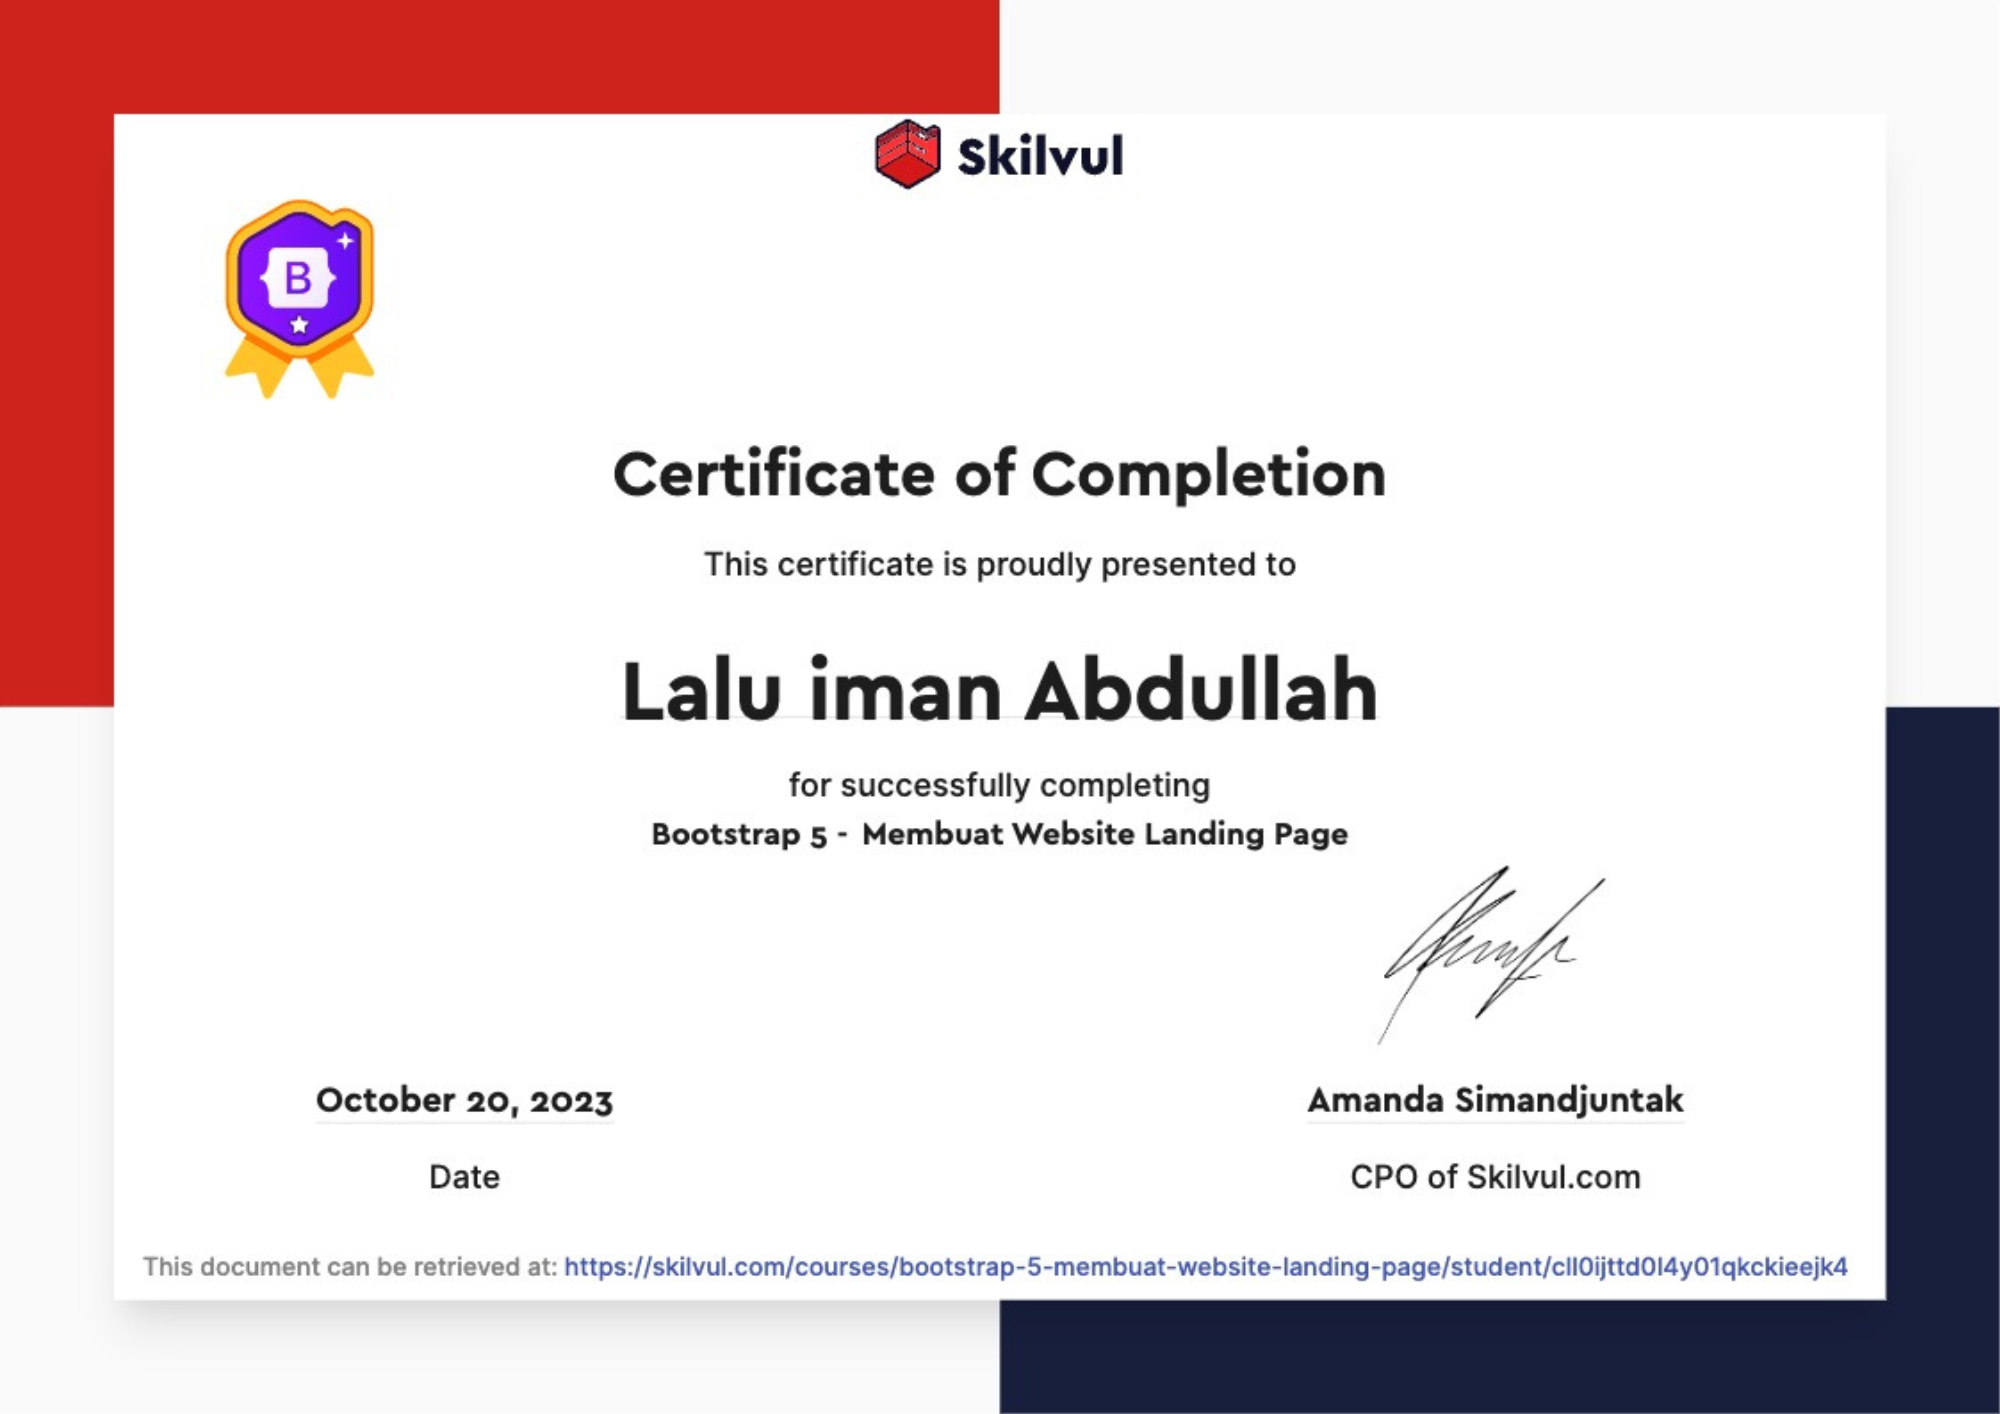 Skilvul
B
Certificate of Completion
This certificate is proudly presented to
Lalu iman Abdullah
for successfully completing
Bootstrap 5 - Membuat Website Landing Page
October 20, 2023
Date
Amanda Simandjuntak
CPO of Skilvul.com
This document can be retrieved at: https://skilvul.com/courses/bootstrap-5-membuat-website-landing-page/student/cll0ijttd0l4y01qkckieejk4